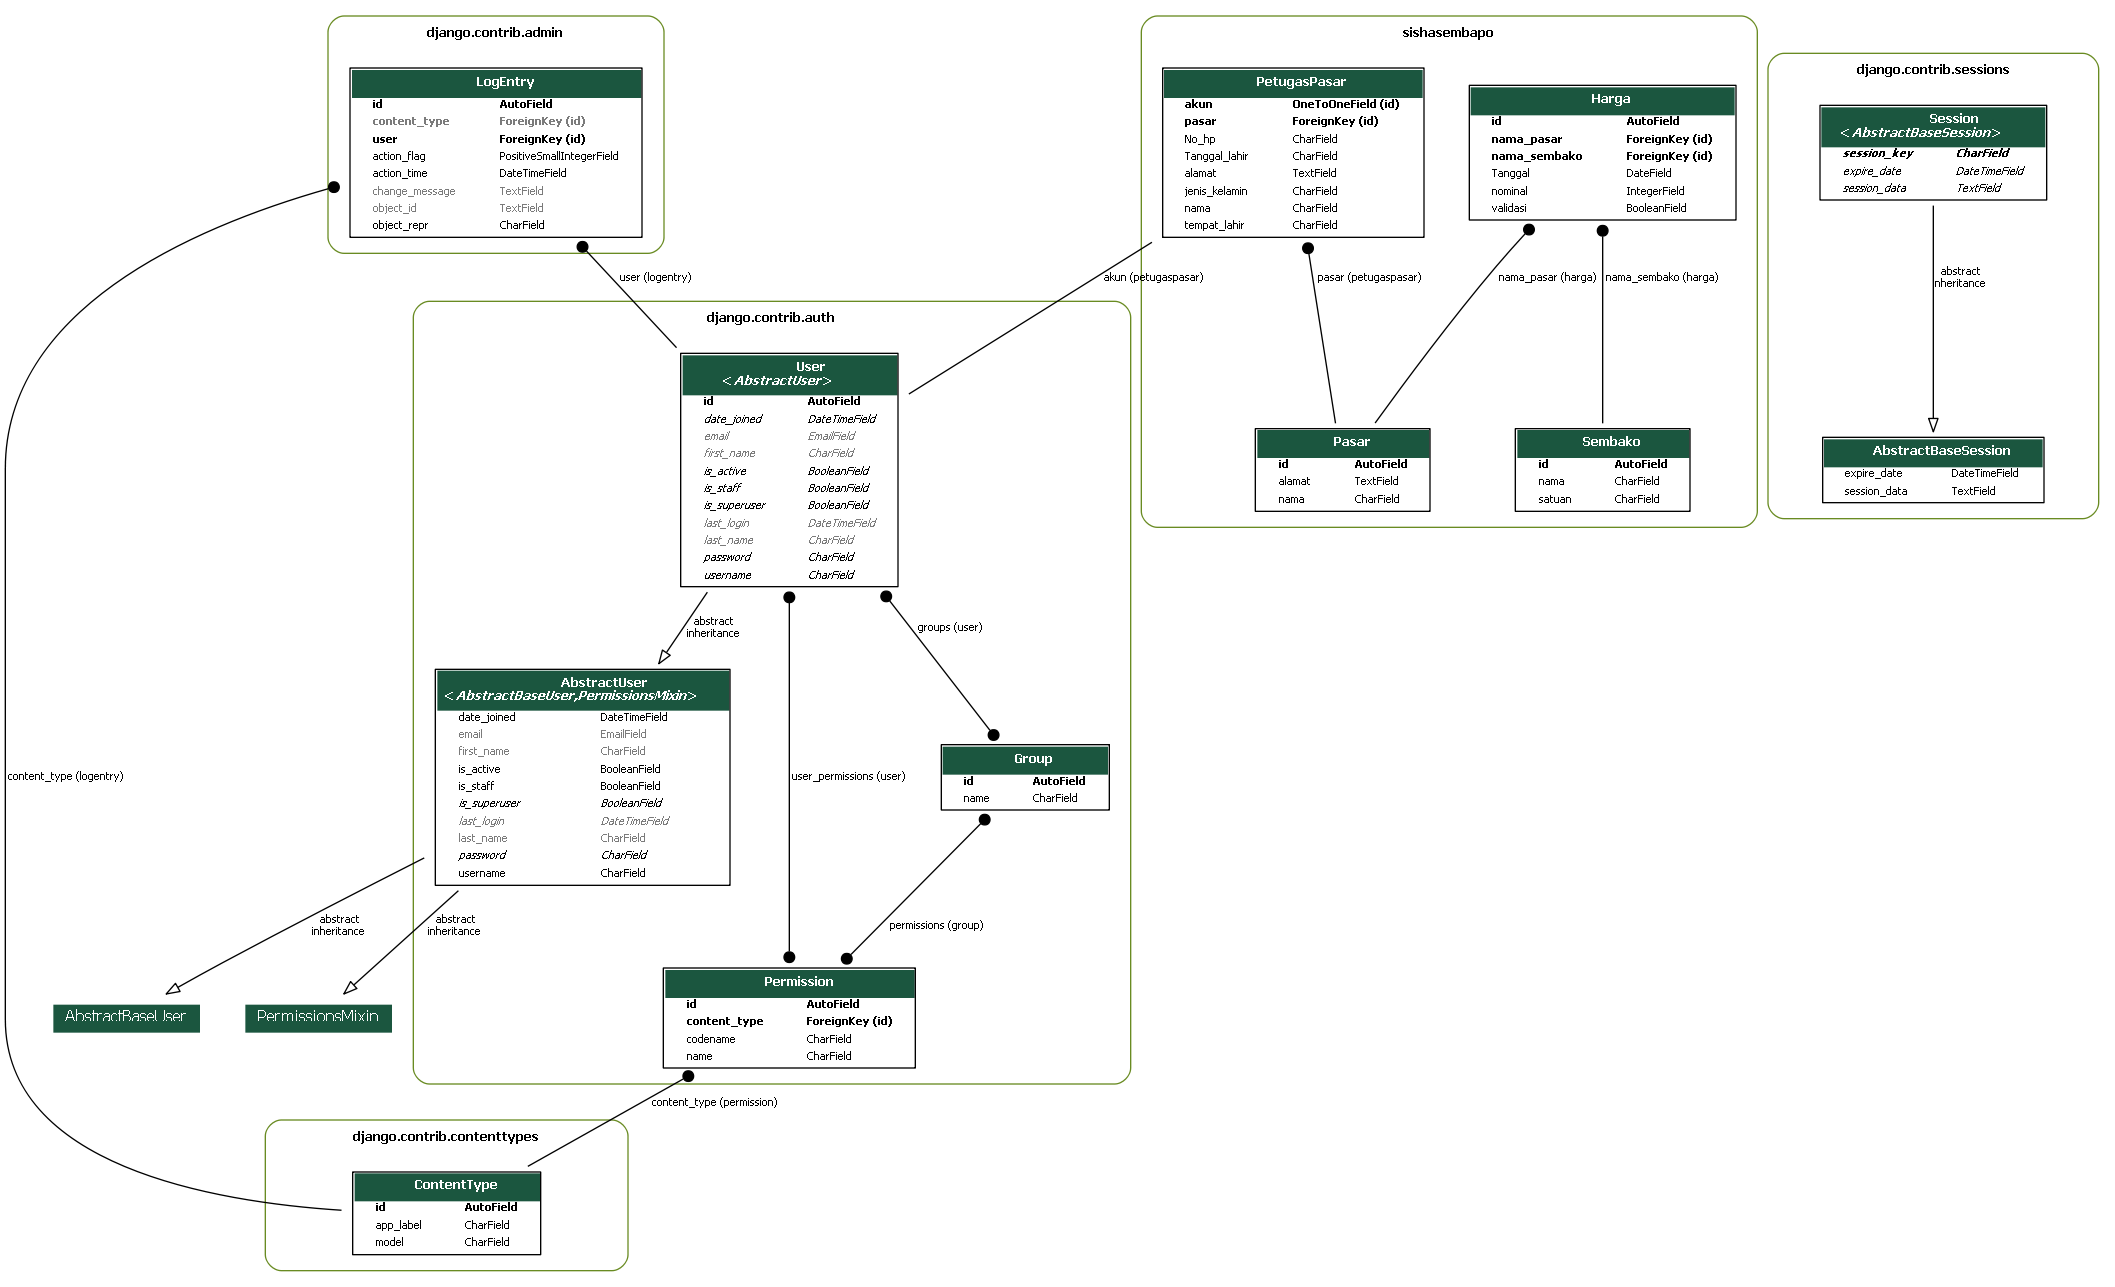 django.contrib.admin
LogEntry
id AutoField
content_type ForeignKey (id)
user ForeignKey (id)
action_flag PositiveSmallIntegerField
action_time DateTimeField
change_message TextField
object_id TextField
object_repr CharField
sishasembapo
PetugasPasar
akun OneToOneField (id)
pasar ForeignKey (id)
No_hp CharField
Tanggal_lahir CharField
alamat TextField
jenis_kelamin CharField
nama CharField
tempat_lahir CharField
Harga
id AutoField
nama_pasar ForeignKey (id)
nama_sembako ForeignKey (id)
Tanggal DateField
nominal IntegerField
validasi BooleanField
django.contrib.sessions
Session
<AbstractBaseSession>
session_key CharField
expire_date DateTimeField
session_data TextField
user (logentry)
akun (petugaspasar)
pasar (petugaspasar)
nama_pasar (harga)
nama_sembako (harga)
abstract
inheritance
django.contrib.auth
User
<AbstractUser>
id AutoField
date_joined DateTimeField
email EmailField
first_name CharField
is_active BooleanField
is_staff BooleanField
is_superuser BooleanField
last_login DateTimeField
last_name CharField
password CharField
username CharField
Pasar
id AutoField
alamat TextField
nama CharField
Sembako
id AutoField
nama CharField
satuan CharField
AbstractBaseSession
expire_date DateTimeField
session_data TextField
abstract
inheritance
groups (user)
AbstractUser
<AbstractBaseUser,PermissionsMixin>
date_joined DateTimeField
email EmailField
first_name CharField
is_active BooleanField
is_staff BooleanField
is_superuser BooleanField
last_login DateTimeField
last_name CharField
password CharField
username CharField
content_type (logentry)
user_permissions (user)
Group
id AutoField
name CharField
abstract
inheritance
abstract
inheritance
permissions (group)
AbstractBaseUser
PermissionsMixin
Permission
id AutoField
content_type ForeignKey (id)
codename CharField
name CharField
content_type (permission)
django.contrib.contenttypes
ContentType
id AutoField
app_label CharField
model CharField